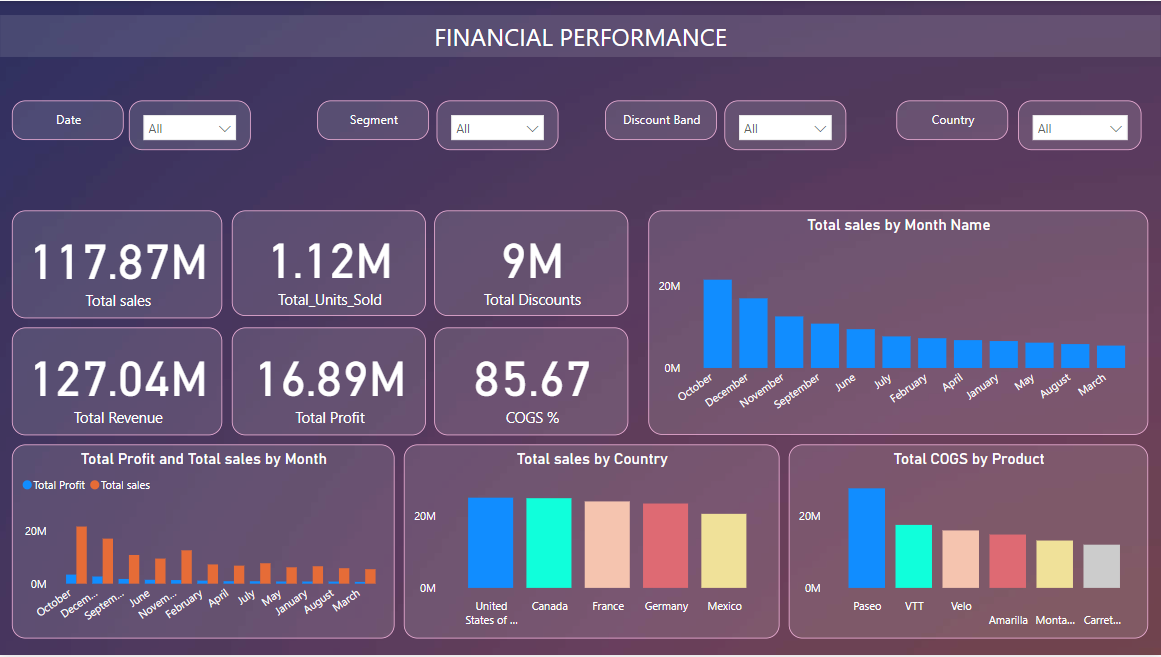 FINANCIAL PERFORMANCE
Date
All
Segment
All
Discount Band
All
Country
All
117.87M
Total sales
1.12M
Total_Units_Sold
9M
Total Discounts
127.04M
Total Revenue
16.89M
Total Profit
85.67
COGS %
Total sales by Month Name
20M
0M
October
December
November
September
June
July
February
April
January
May
August
March
Total Profit and Total sales by Month
Total Profit
Total sales
20M
0M
October
Decem...
Septem...
June
Novem...
February
April
July
May
January
August
March
Total sales by Country
20M
0M
United
States of ...
Canada
France
Germany
Mexico
Total COGS by Product
20M
0M
Paseo
VTT
Velo
Amarilla
Monta...
Carret...